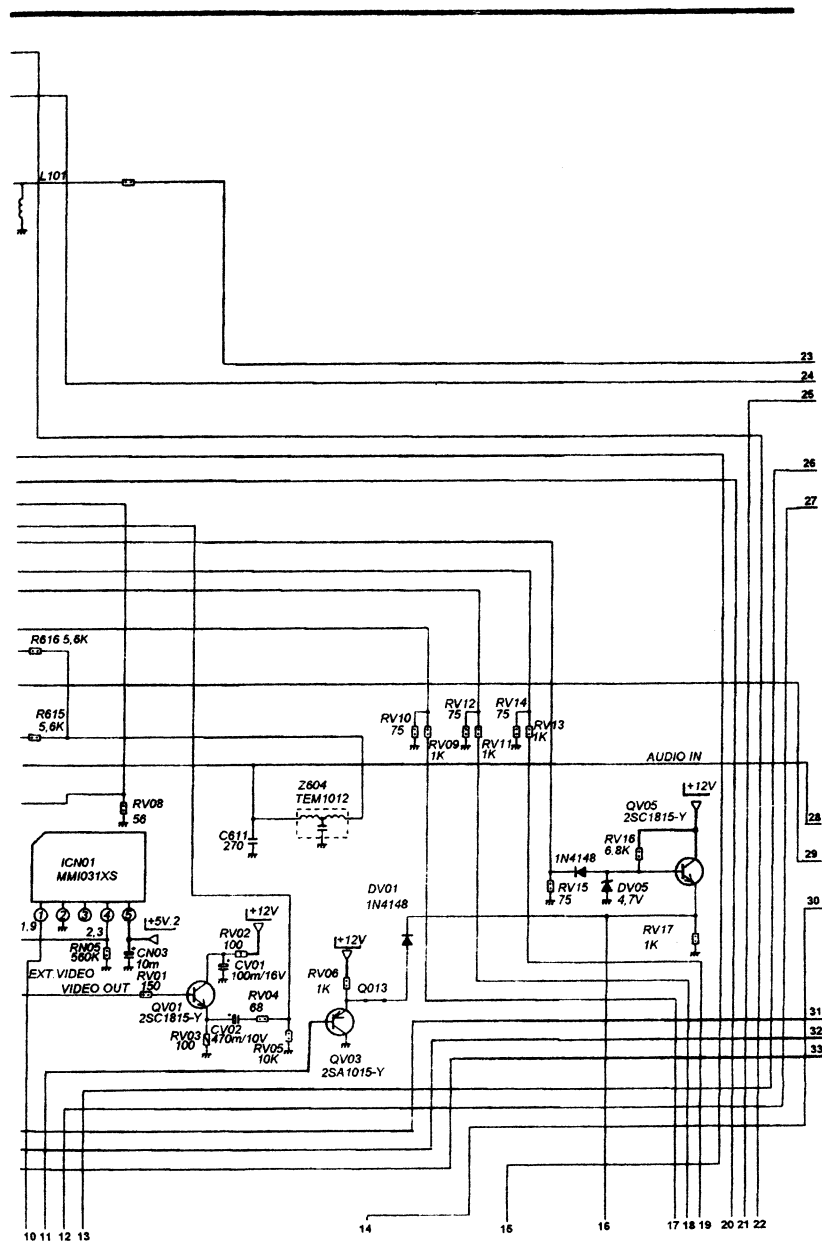 L101
23
24
25
26
27
R616 5,6K
R615
5,6K
RV10
75
RV12
75
RV14
75
RV09
1K
RV11
1K
RV13
1K
AUDIO IN
Z604
TEM1012
RV08
56
C611
270
+12V
QV05
2SC1815-Y
28
RV16
6.8K
29
ICN01
MMI031XS
1N4148
RV15
75
DV05
4,7V
DV01
1N4148
30
1
2
3
4
5
1,9
2,3
+5V.2
RN05
560K
CN03
10m
RV02
100
+12V
CV01
100m/16V
+12V
RV17
1K
EXT.VIDEO
VIDEO OUT
RV01
150
RV06
1K
Q013
QV01
2SC1815-Y
RV04
68
RV03
100
CV02
470m/10V
RV05
10K
QV03
2SA1015-Y
31
32
33
10 11 12 13
14
15
16
17 18 19 20 21 22